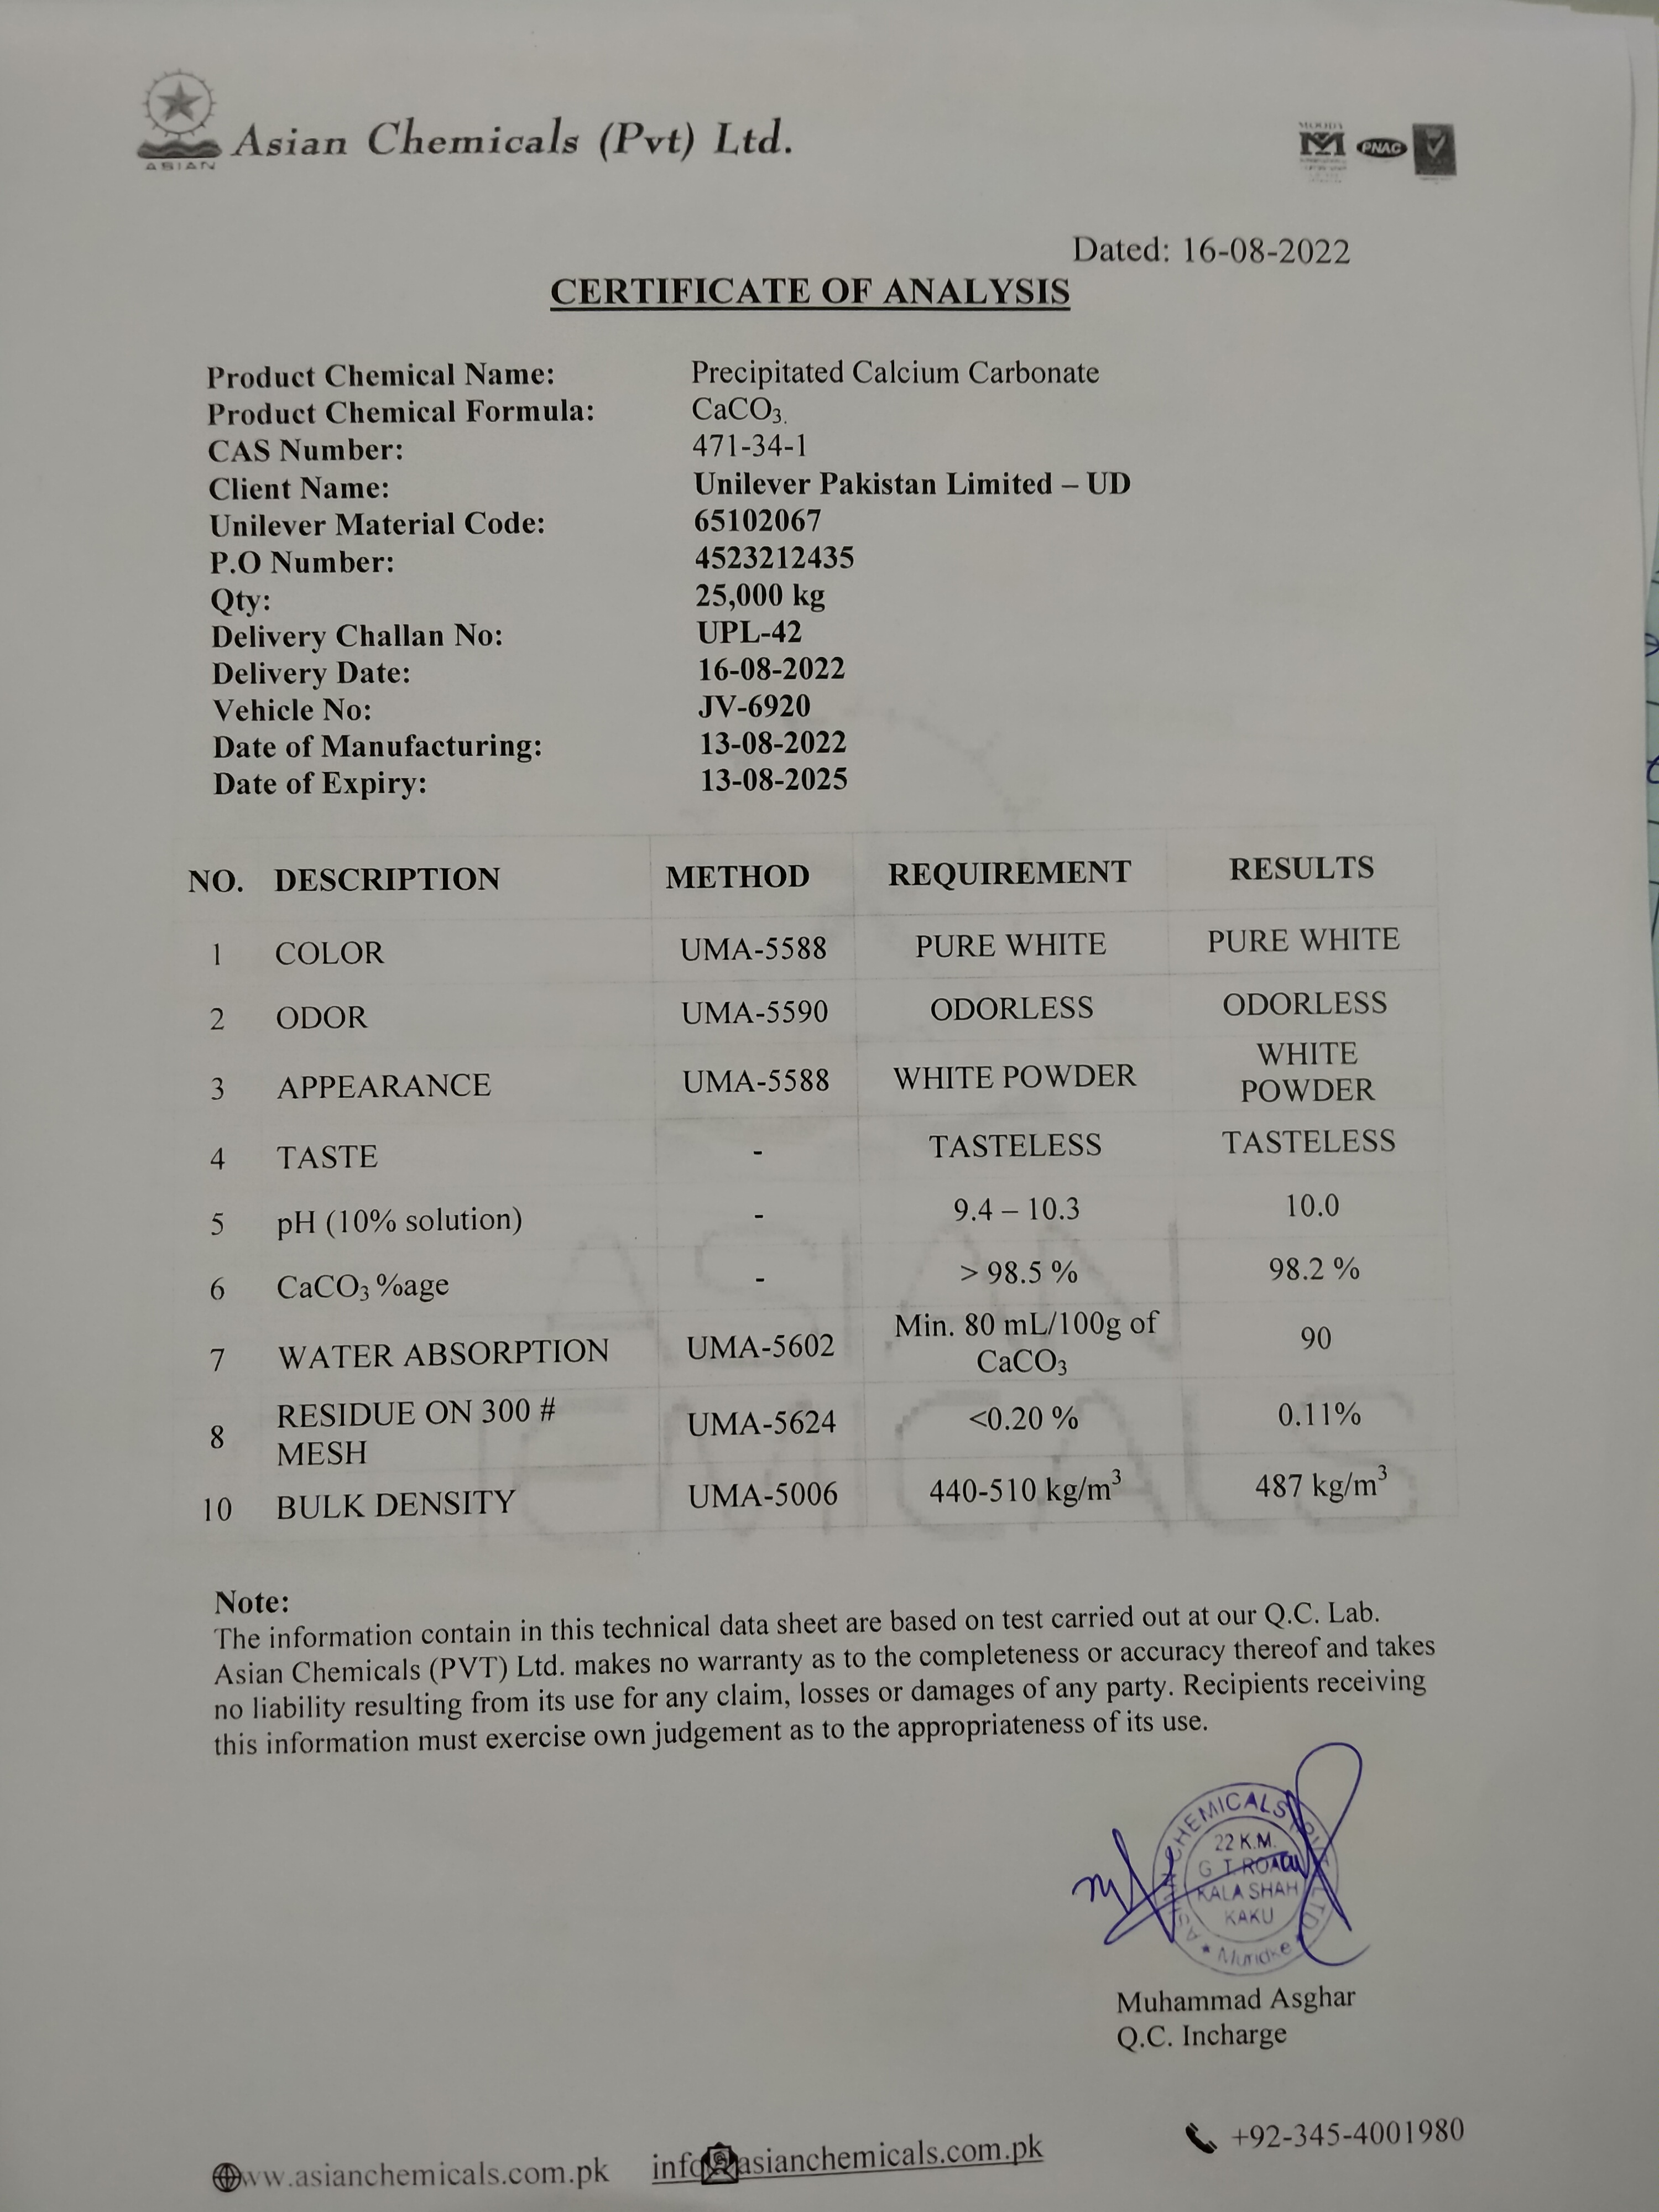 ASIAN
Asian Chemicals (Pvt) Ltd.
MOODY
PNAC
Dated: 16-08-2022
CERTIFICATE OF ANALYSIS
Product Chemical Name: Precipitated Calcium Carbonate
Product Chemical Formula: CaCO₃.
CAS Number: 471-34-1
Client Name: Unilever Pakistan Limited – UD
Unilever Material Code: 65102067
P.O Number: 4523212435
Qty: 25,000 kg
Delivery Challan No: UPL-42
Delivery Date: 16-08-2022
Vehicle No: JV-6920
Date of Manufacturing: 13-08-2022
Date of Expiry: 13-08-2025
NO. DESCRIPTION METHOD REQUIREMENT RESULTS
1 COLOR UMA-5588 PURE WHITE PURE WHITE
2 ODOR UMA-5590 ODORLESS ODORLESS
3 APPEARANCE UMA-5588 WHITE POWDER WHITE POWDER
4 TASTE - TASTELESS TASTELESS
5 pH (10% solution) - 9.4 – 10.3 10.0
6 CaCO₃ %age - > 98.5 % 98.2 %
7 WATER ABSORPTION UMA-5602 Min. 80 mL/100g of CaCO₃ 90
8 RESIDUE ON 300 # MESH UMA-5624 <0.20 % 0.11%
10 BULK DENSITY UMA-5006 440-510 kg/m³ 487 kg/m³
Note:
The information contain in this technical data sheet are based on test carried out at our Q.C. Lab.
Asian Chemicals (PVT) Ltd. makes no warranty as to the completeness or accuracy thereof and takes
no liability resulting from its use for any claim, losses or damages of any party. Recipients receiving
this information must exercise own judgement as to the appropriateness of its use.
ASIAN CHEMICALS PVT LTD.
22 K.M.
G.T. ROAD
KALA SHAH
KAKU
Muridke
Muhammad Asghar
Q.C. Incharge
www.asianchemicals.com.pk info@asianchemicals.com.pk +92-345-4001980